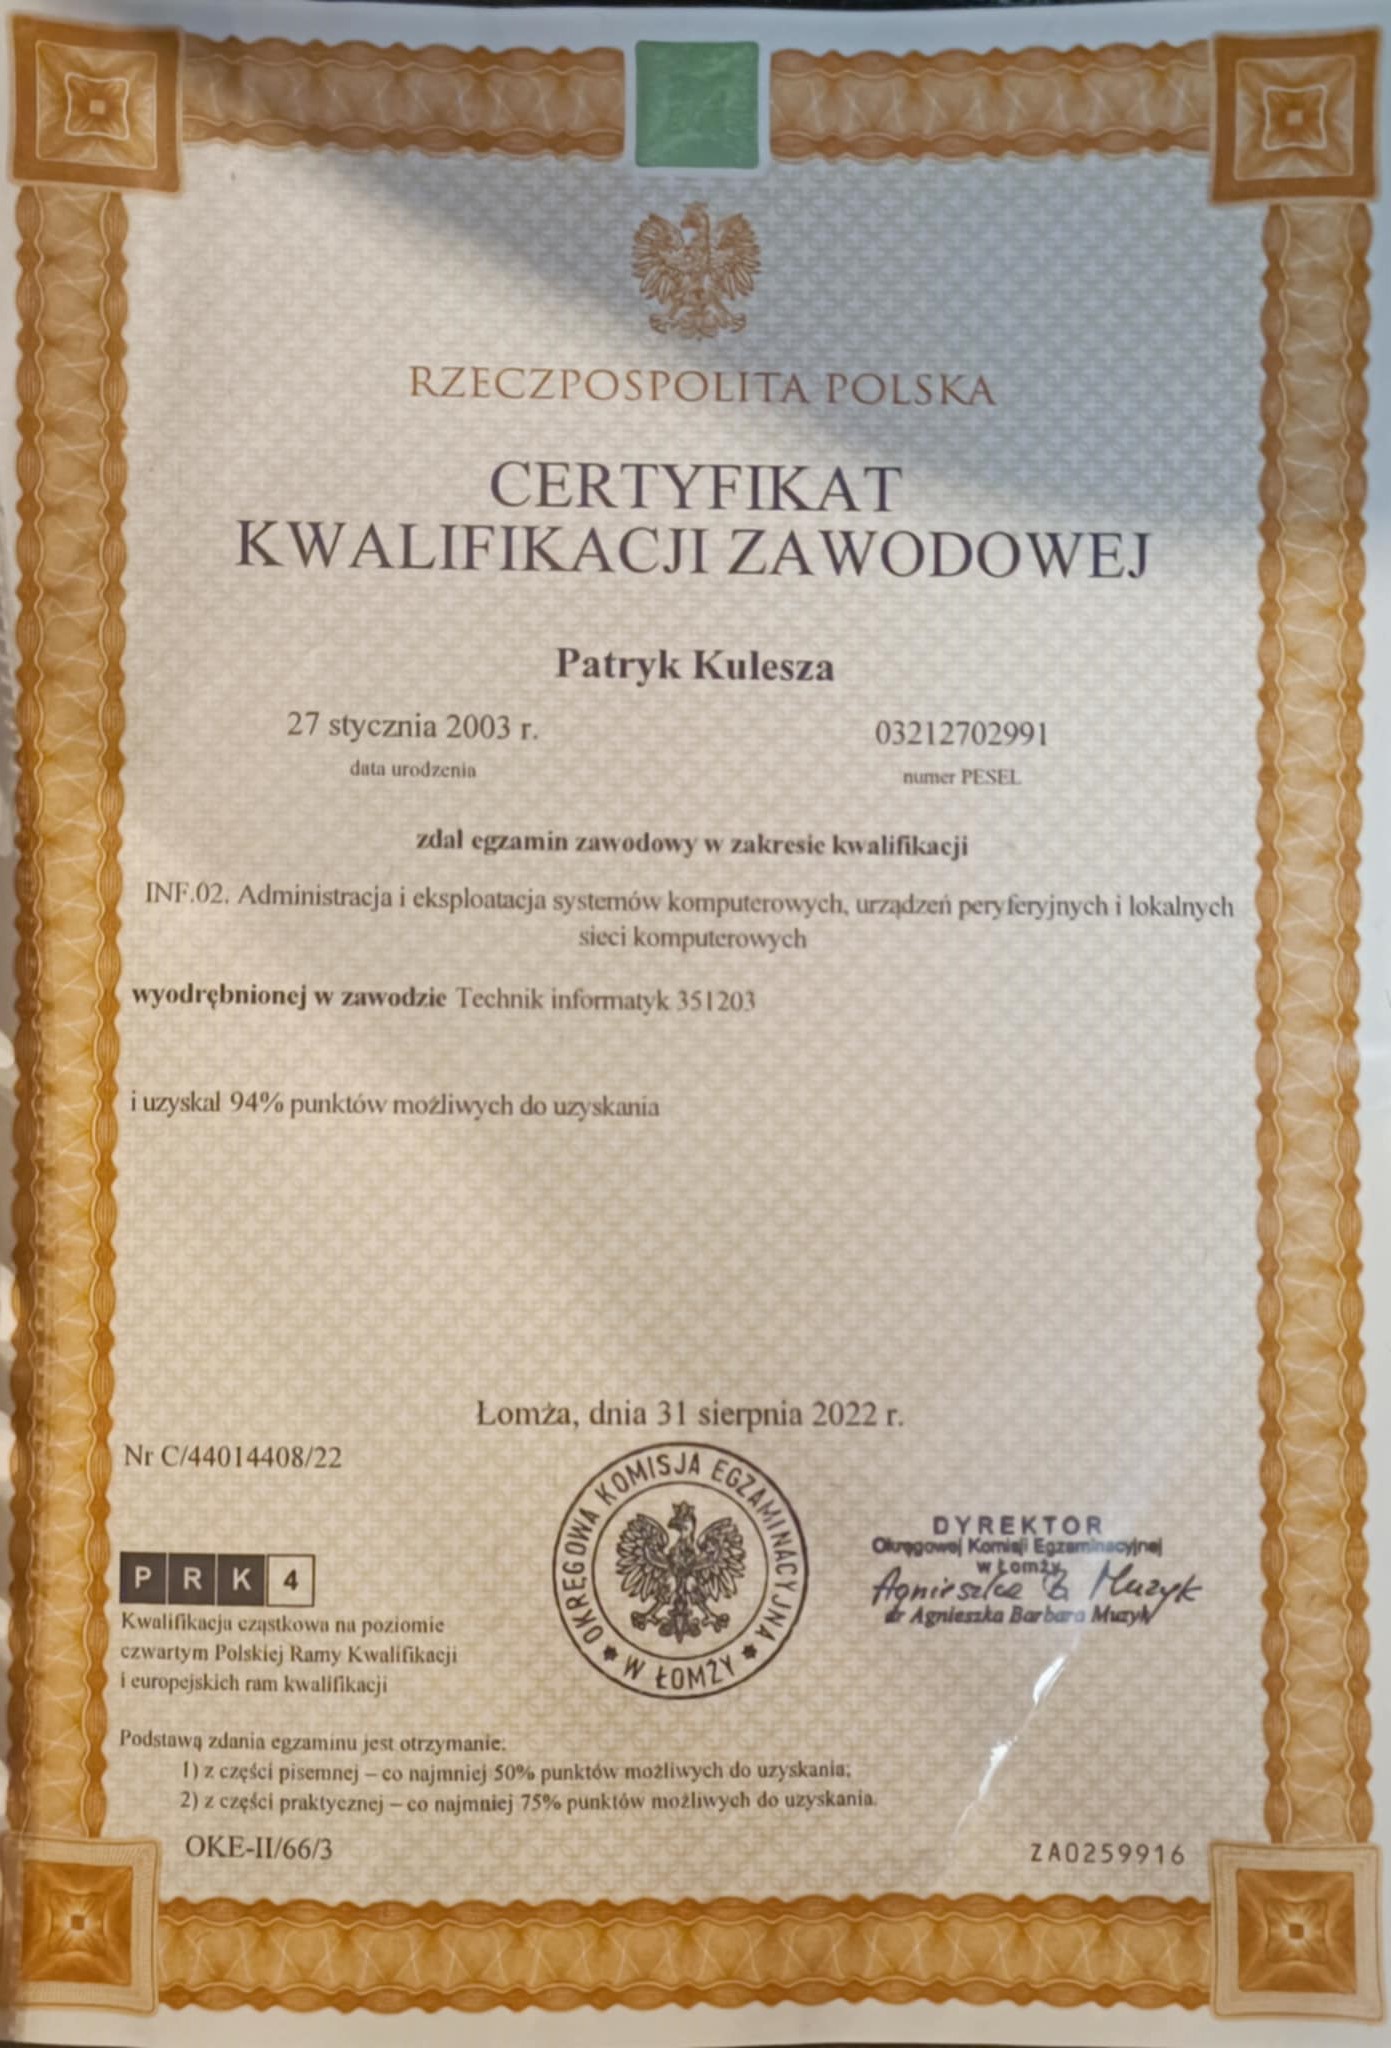 RZECZPOSPOLITA POLSKA
CERTYFIKAT
KWALIFIKACJI ZAWODOWEJ
Patryk Kulesza
27 stycznia 2003 r.
data urodzenia
03212702991
numer PESEL
zdał egzamin zawodowy w zakresie kwalifikacji
INF.02. Administracja i eksploatacja systemów komputerowych, urządzeń peryferyjnych i lokalnych
sieci komputerowych
wyodrębnionej w zawodzie Technik informatyk 351203
i uzyskał 94% punktów możliwych do uzyskania
Łomża, dnia 31 sierpnia 2022 r.
Nr C/44014408/22
OKRĘGOWA KOMISJA EGZAMINACYJNA
W ŁOMŻY
DYREKTOR
Okręgowej Komisji Egzaminacyjnej
w Łomży
Agnieszka B Muzyk
dr Agnieszka Barbara Muzyk
PRK 4
Kwalifikacja cząstkowa na poziomie
czwartym Polskiej Ramy Kwalifikacji
i europejskich ram kwalifikacji
Podstawą zdania egzaminu jest otrzymanie:
1) z części pisemnej – co najmniej 50% punktów możliwych do uzyskania;
2) z części praktycznej – co najmniej 75% punktów możliwych do uzyskania.
OKE-II/66/3
ZA0259916